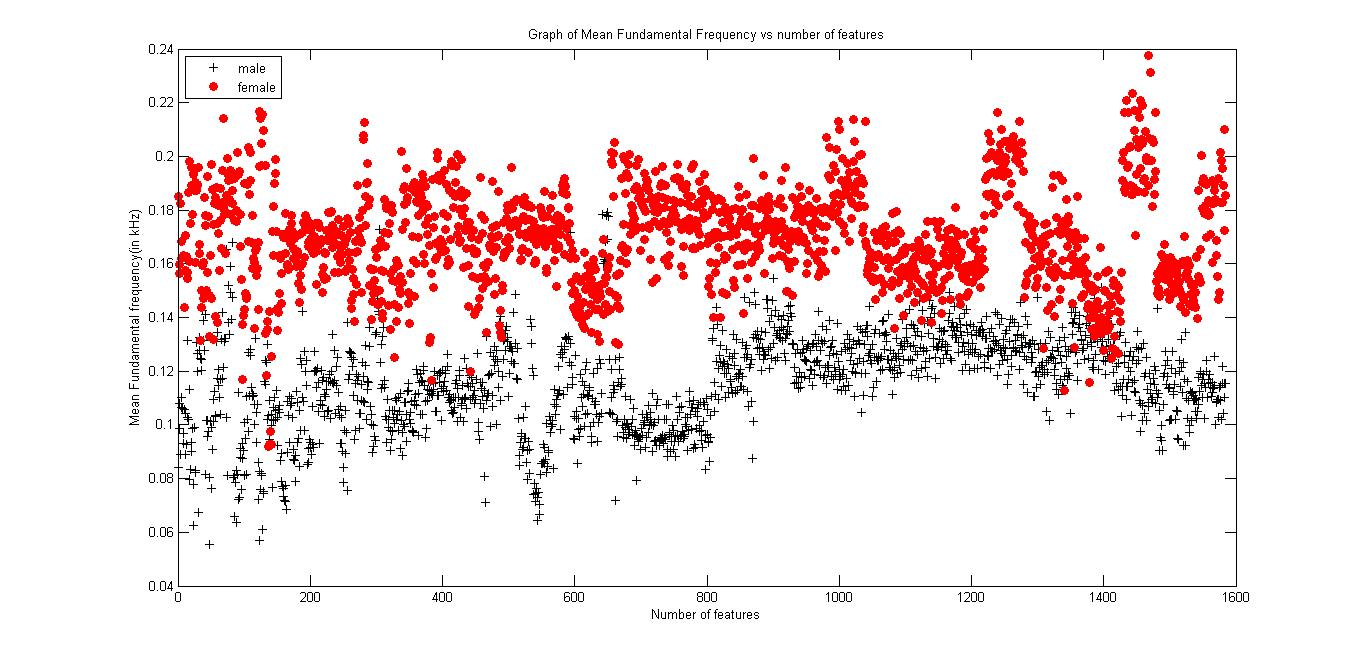 Graph of Mean Fundamental Frequency vs number of features
0.24
0.22
0.2
0.18
0.16
0.14
0.12
0.1
0.08
0.06
0.04
Mean Fundamental frequency(in kHz)
male
female
0 200 400 600 800 1000 1200 1400 1600
Number of features